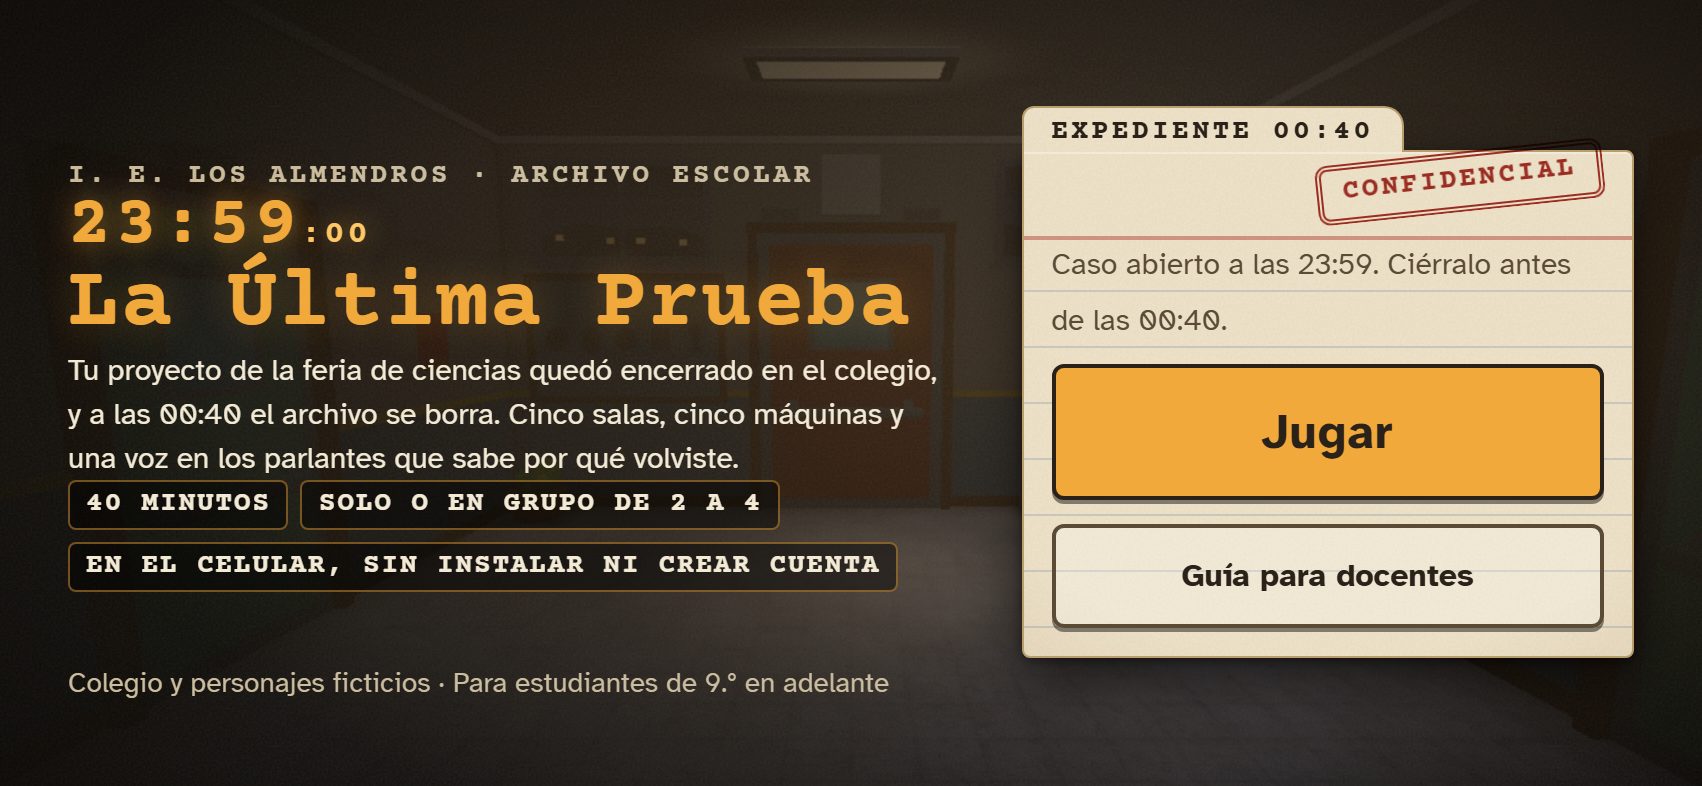 I. E. LOS ALMENDROS · ARCHIVO ESCOLAR
23:59:00
La Última Prueba
Tu proyecto de la feria de ciencias quedó encerrado en el colegio,
y a las 00:40 el archivo se borra. Cinco salas, cinco máquinas y
una voz en los parlantes que sabe por qué volviste.
40 MINUTOS
SOLO O EN GRUPO DE 2 A 4
EN EL CELULAR, SIN INSTALAR NI CREAR CUENTA
Colegio y personajes ficticios · Para estudiantes de 9.° en adelante
EXPEDIENTE 00:40
CONFIDENCIAL
Caso abierto a las 23:59. Ciérralo antes
de las 00:40.
Jugar
Guía para docentes